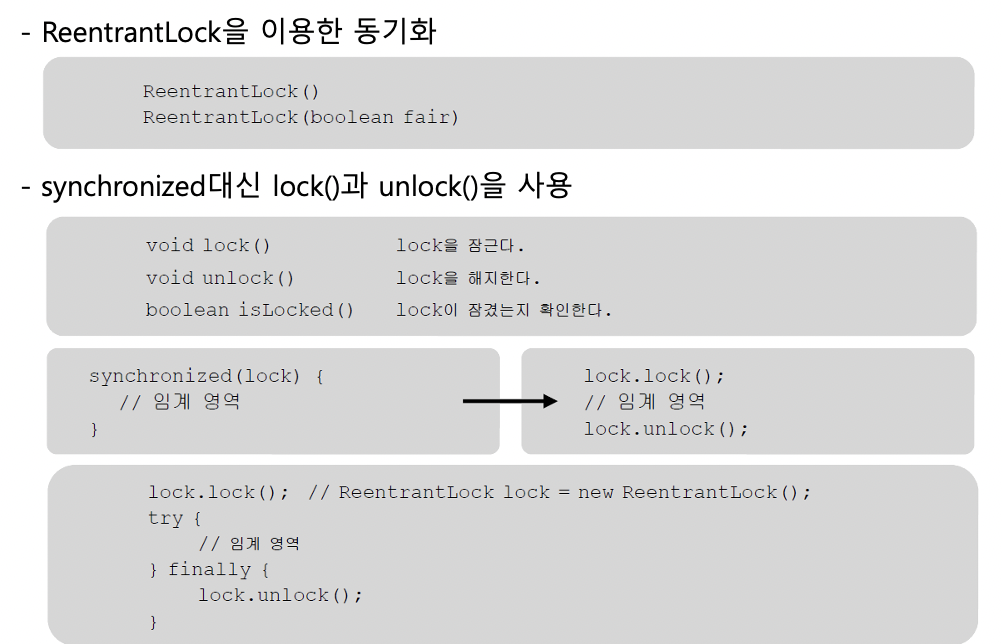 - ReentrantLock을 이용한 동기화
ReentrantLock()
ReentrantLock(boolean fair)
- synchronized대신 lock()과 unlock()을 사용
void lock() lock을 잠근다.
void unlock() lock을 해지한다.
boolean isLocked() lock이 잠겼는지 확인한다.
synchronized(lock) {
// 임계 영역
}
lock.lock();
// 임계 영역
lock.unlock();
lock.lock(); // ReentrantLock lock = new ReentrantLock();
try {
// 임계 영역
} finally {
lock.unlock();
}